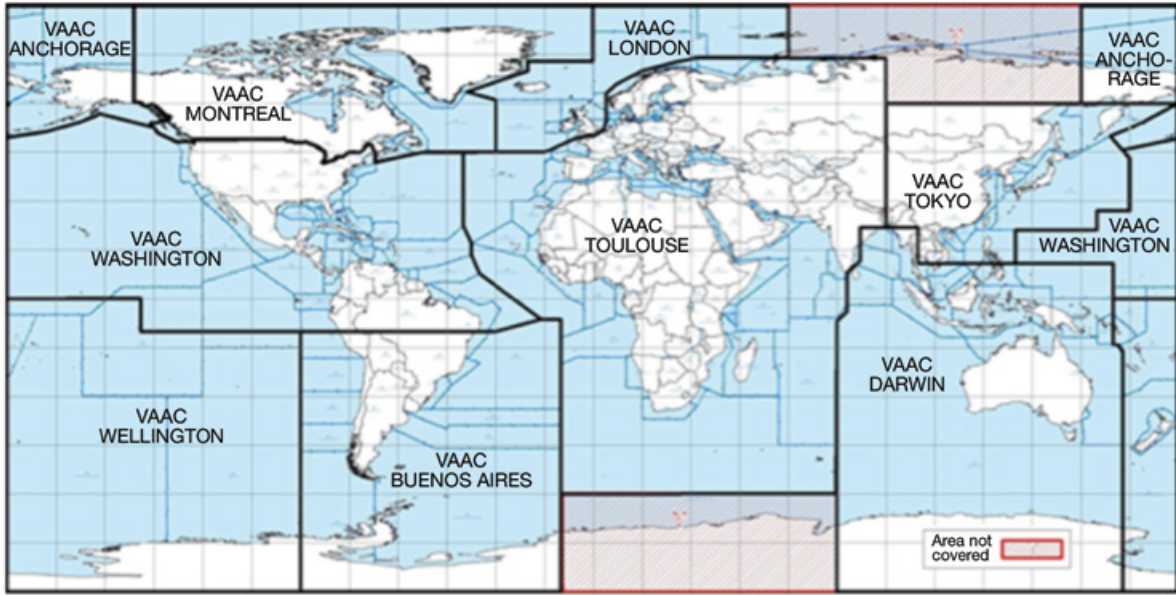 VAAC
ANCHORAGE
VAAC
MONTREAL
VAAC
LONDON
VAAC
ANCHO-
RAGE
VAAC
TOKYO
VAAC
WASHINGTON
VAAC
TOULOUSE
VAAC
WASHINGTON
VAAC
DARWIN
VAAC
WELLINGTON
VAAC
BUENOS AIRES
Area not
covered